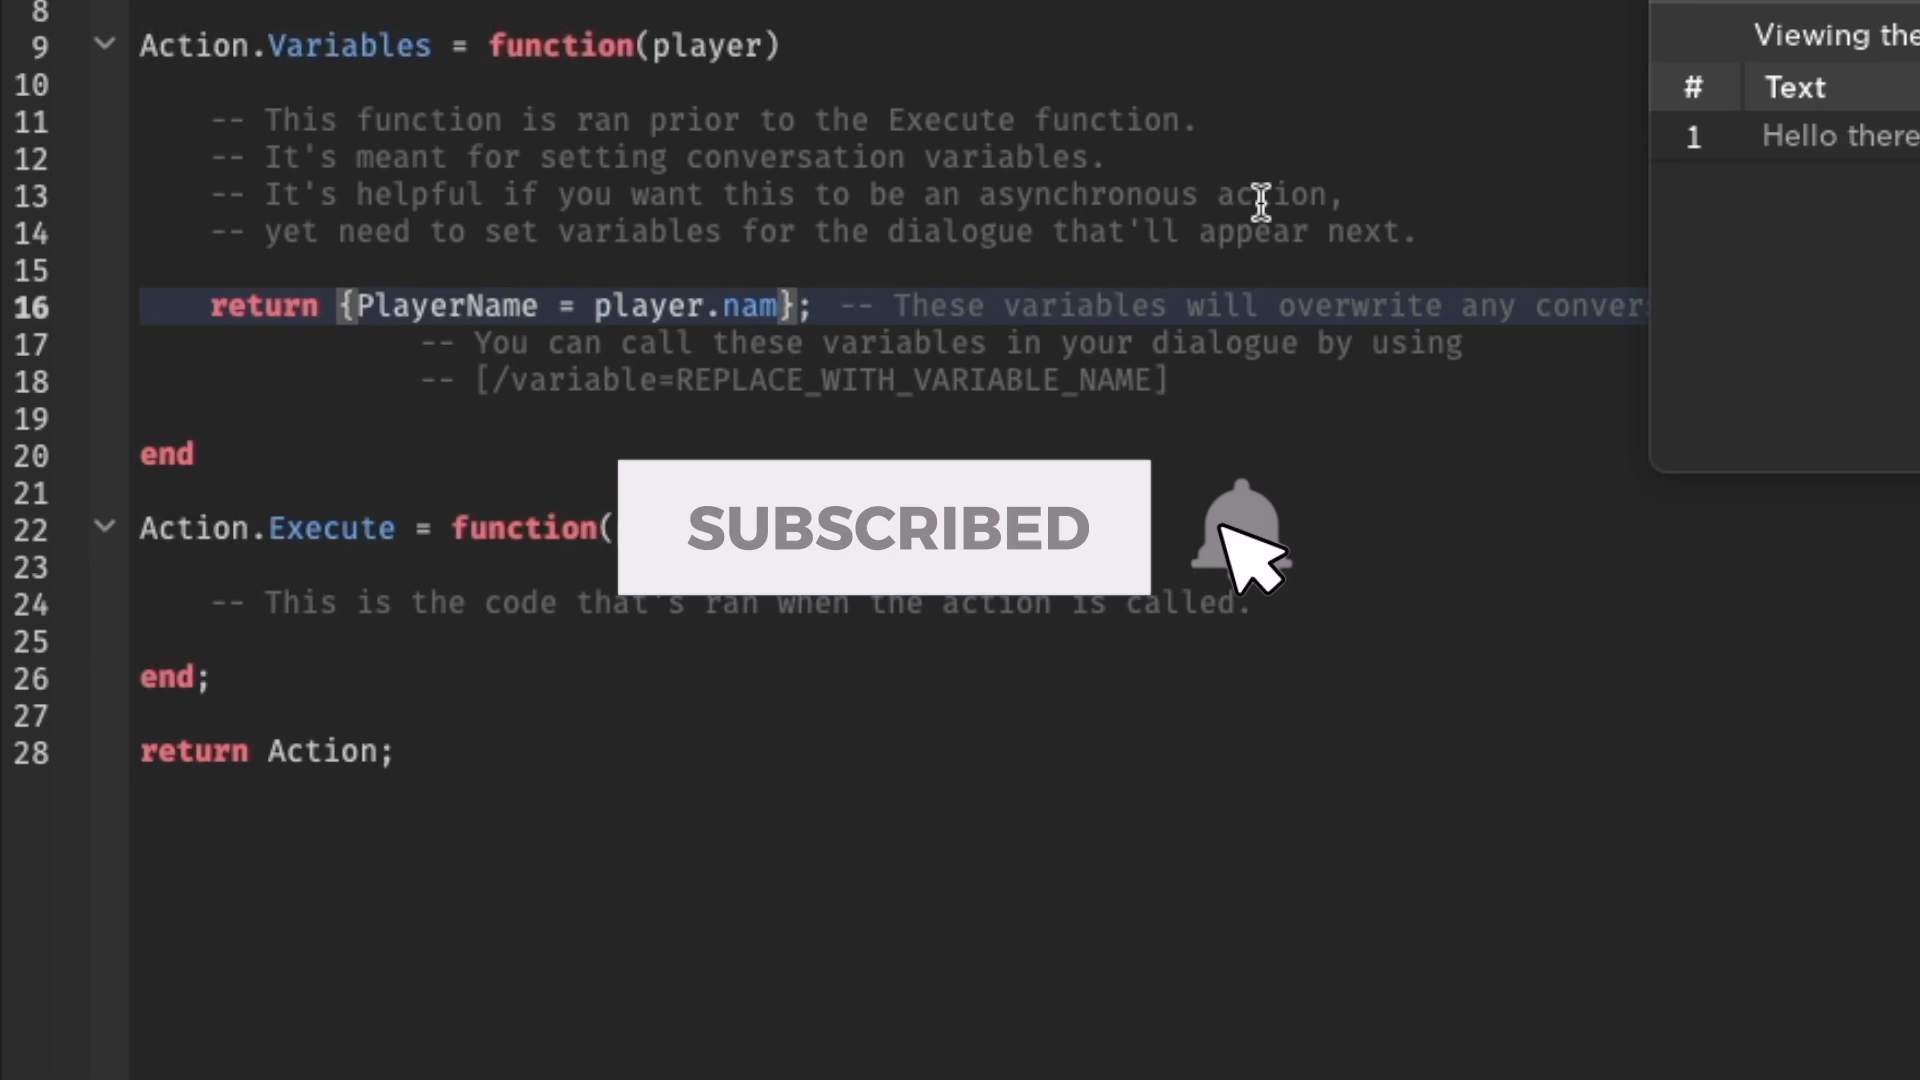 8
9 Action.Variables = function(player)
10
11 -- This function is ran prior to the Execute function.
12 -- It's meant for setting conversation variables.
13 -- It's helpful if you want this to be an asynchronous action,
14 -- yet need to set variables for the dialogue that'll appear next.
15
16 return {PlayerName = player.nam}; -- These variables will overwrite any convers
17 -- You can call these variables in your dialogue by using
18 -- [/variable=REPLACE_WITH_VARIABLE_NAME]
19
20 end
21
22 Action.Execute = function(
23
24 -- This is the code that's ran when the action is called.
25
26 end;
27
28 return Action;
SUBSCRIBED
Viewing the
# Text
1 Hello there